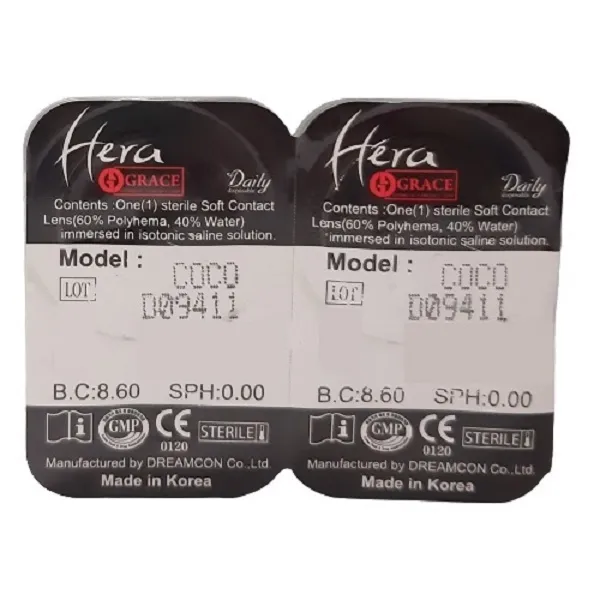 Hera
GRACE
Daily
Contents :One(1) sterile Soft Contact
Lens(60% Polyhema, 40% Water)
immersed in isotonic saline solution.
Model : COCO
LOT D09411
B.C:8.60 SPH:0.00
GMP
CE
0120
STERILE
Manufactured by DREAMCON Co.,Ltd.
Made in Korea
Hera
GRACE
Daily
Contents :One(1) sterile Soft Contact
Lens(60% Polyhema, 40% Water)
immersed in isotonic saline solution.
Model : COCO
LOT D09411
B.C:8.60 SPH:0.00
GMP
CE
0120
STERILE
Manufactured by DREAMCON Co.,Ltd.
Made in Korea